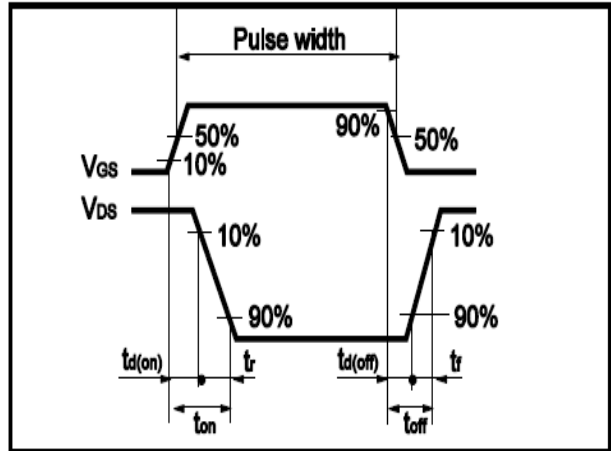 Pulse width
90%
50%
50%
10%
VGS
VDS
10%
10%
90%
90%
td(on)
tr
td(off)
tf
ton
toff